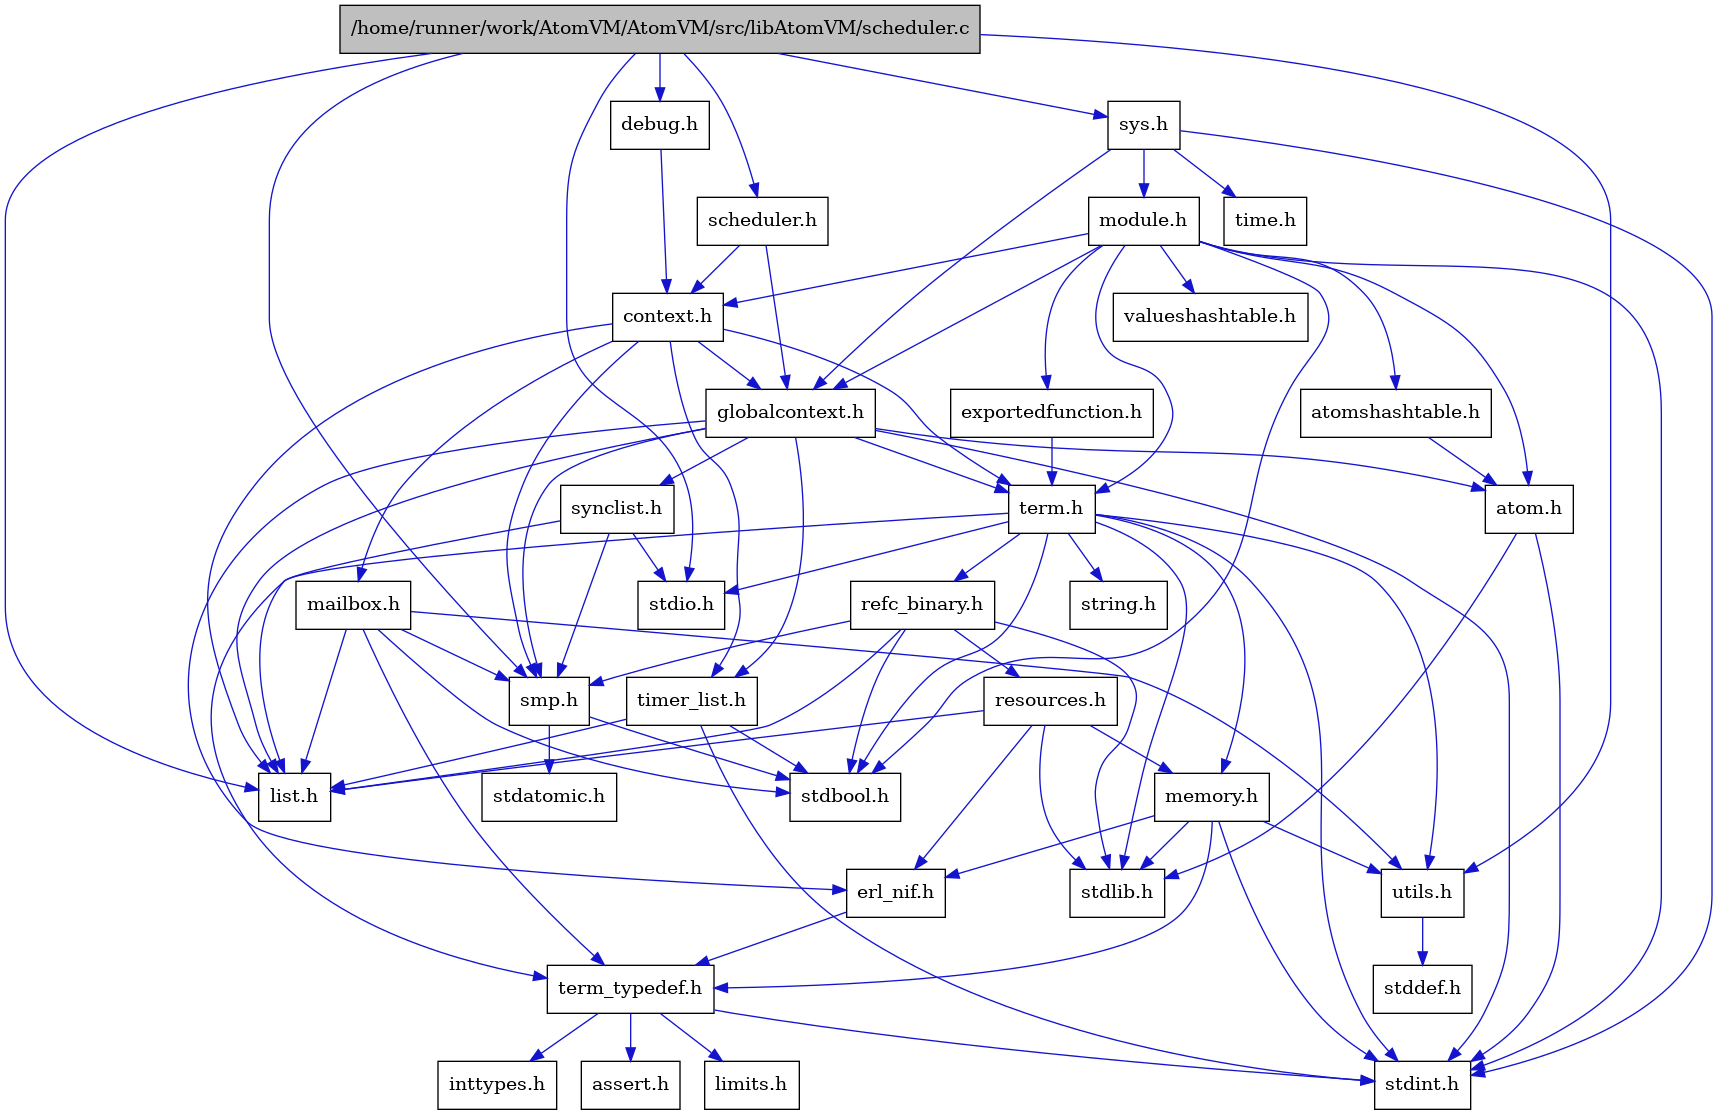 /home/runner/work/AtomVM/AtomVM/src/libAtomVM/scheduler.c
debug.h
sys.h
scheduler.h
module.h
time.h
context.h
valueshashtable.h
globalcontext.h
exportedfunction.h
atomshashtable.h
synclist.h
term.h
atom.h
mailbox.h
stdio.h
refc_binary.h
string.h
smp.h
timer_list.h
resources.h
list.h
stdatomic.h
stdbool.h
memory.h
erl_nif.h
stdlib.h
utils.h
term_typedef.h
stddef.h
inttypes.h
assert.h
limits.h
stdint.h